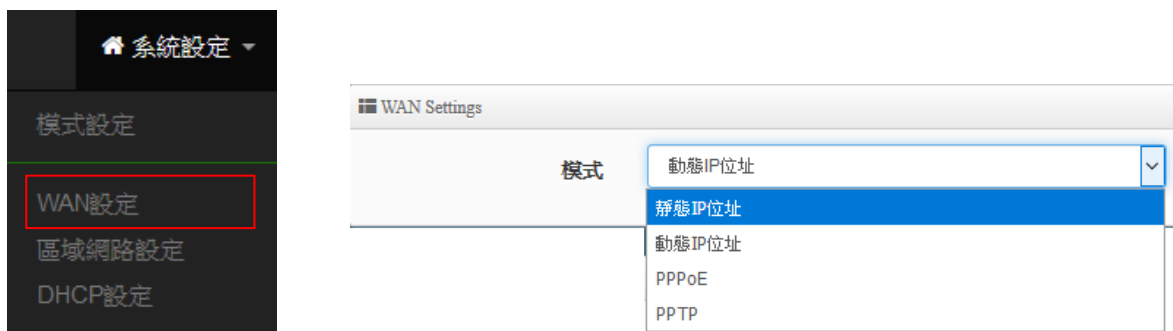 系統設定
模式設定
WAN設定
區域網路設定
DHCP設定
WAN Settings
模式
動態IP位址
靜態IP位址
動態IP位址
PPPoE
PPTP